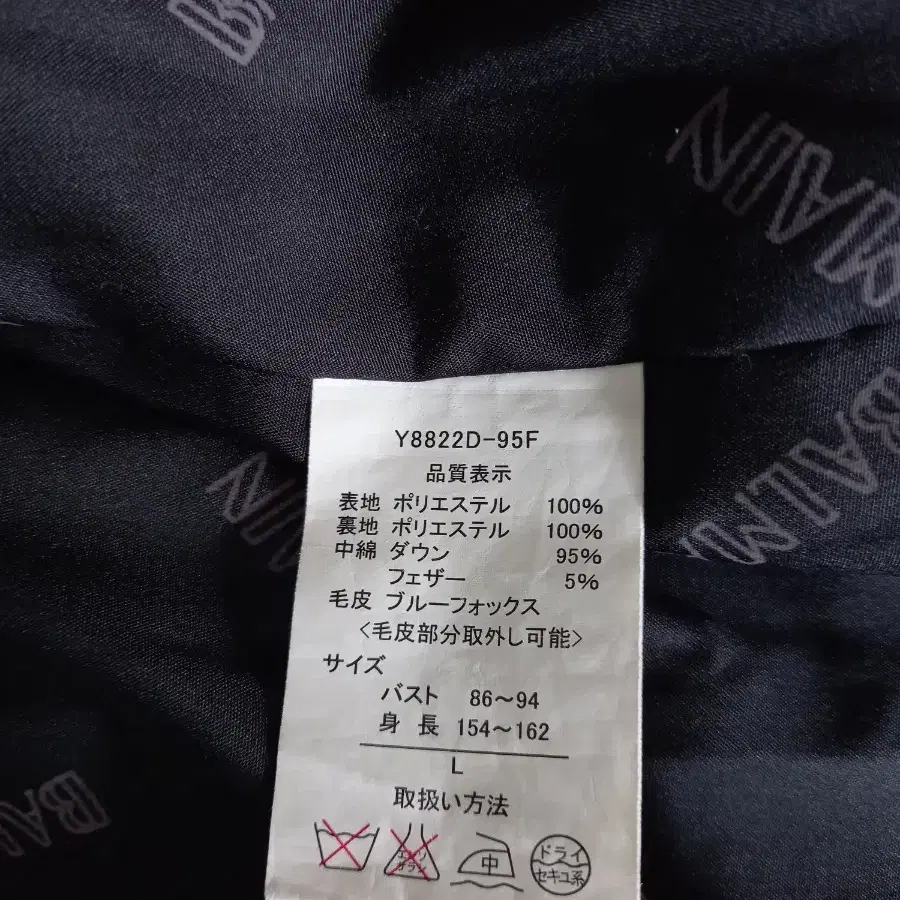 B
MAIN
Y8822D-95F
品質表示
表地 ポリエステル 100%
裏地 ポリエステル 100%
中綿 ダウン 95%
フェザー 5%
毛皮 ブルーフォックス
<毛皮部分取外し可能>
サイズ
バスト 86～94
身長 154～162
L
取扱い方法
中
ドライ
セキユ系
BALM
IN
BA